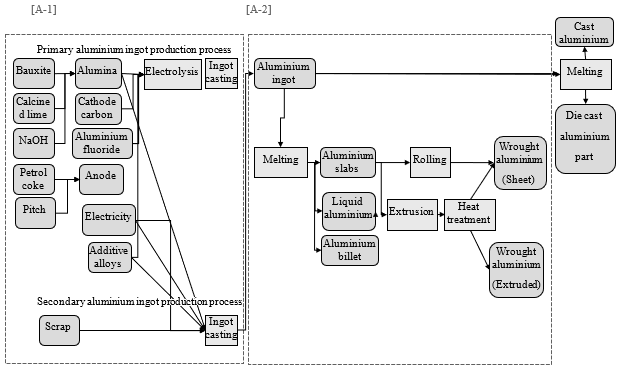 [A-1]
[A-2]
Primary aluminium ingot production process
Bauxite
Alumina
Electrolysis
Ingot
casting
Calcine
d lime
Cathode
carbon
NaOH
Aluminium
fluoride
Petrol
coke
Anode
Pitch
Electricity
Additive
alloys
Secondary aluminium ingot production process
Scrap
Ingot
casting
Aluminium
ingot
Melting
Aluminium
slabs
Liquid
aluminium
Aluminium
billet
Rolling
Extrusion
Heat
treatment
Wrought
aluminium
(Sheet)
Wrought
aluminium
(Extruded)
Cast
aluminium
Melting
Die cast
aluminium
part